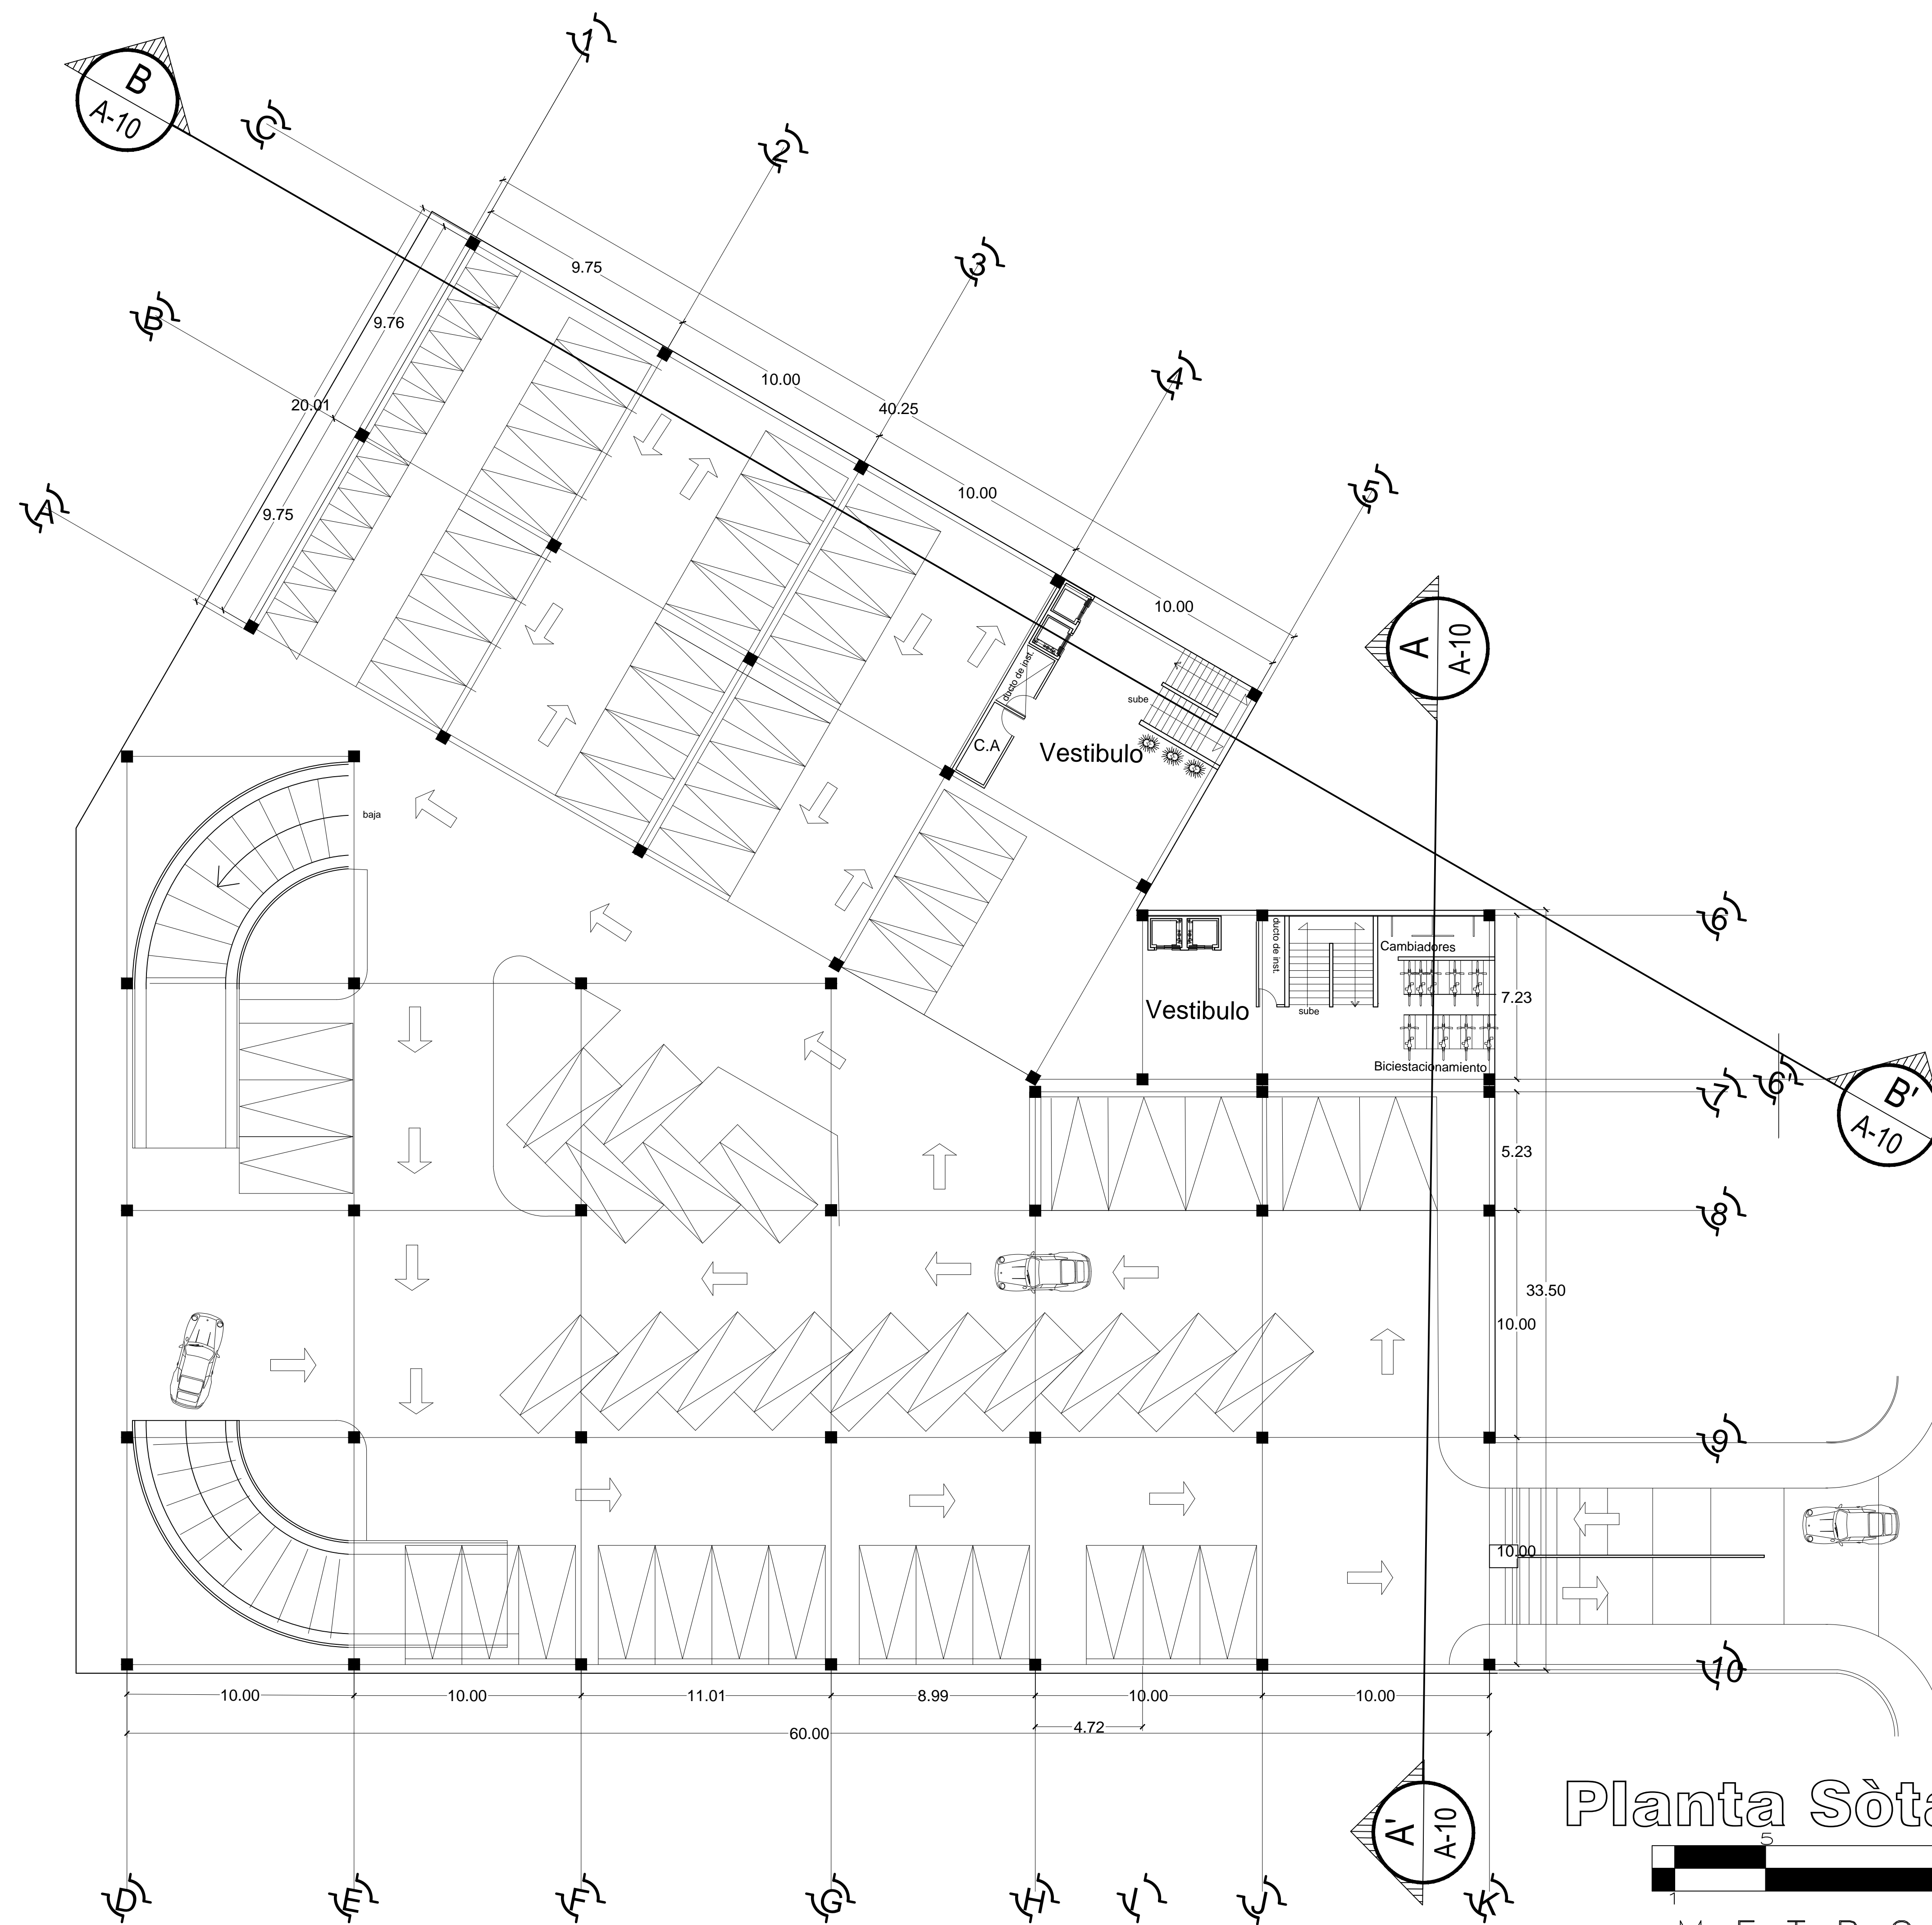 1
B
A-10
C
2
3
9.75
B
9.76
4
10.00
20.01
40.25
A
10.00
5
9.75
10.00
A
A-10
ducto de inst.
sube
C.A
Vestibulo
baja
6
ducto de inst.
Cambiadores
7.23
Vestibulo
sube
Biciestacionamiento
7
6'
B'
A-10
5.23
8
33.50
10.00
9
10.00
10
10.00
10.00
11.01
8.99
10.00
10.00
4.72
60.00
Planta Sòta
A'
A-10
5
1
D
E
F
G
H
I
J
K